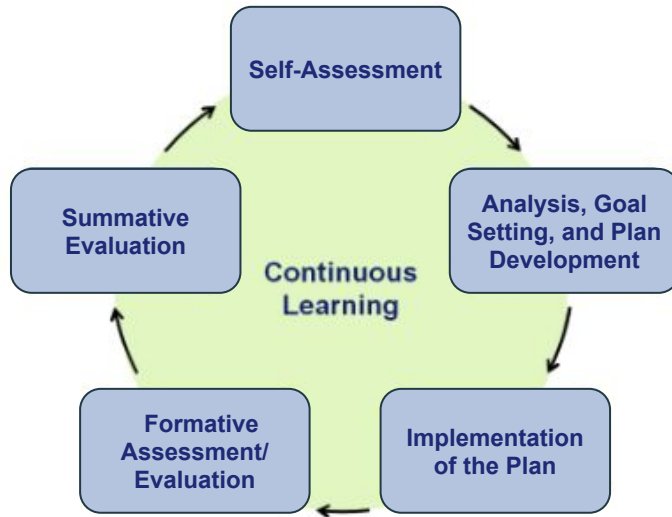 Self-Assessment
Analysis, Goal
Setting, and Plan
Development
Implementation
of the Plan
Formative
Assessment/
Evaluation
Summative
Evaluation
Continuous
Learning